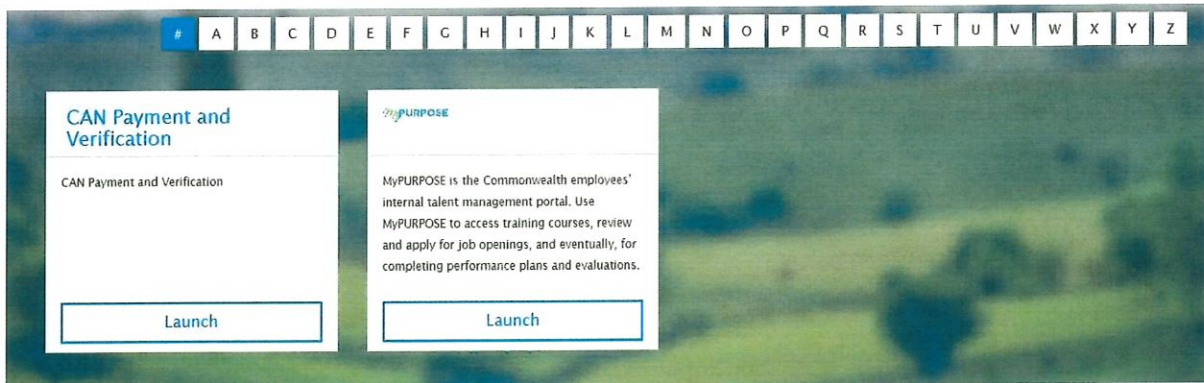 # A B C D E F G H I J K L M N O P Q R S T U V W X Y Z
CAN Payment and
Verification
CAN Payment and Verification
Launch
myPURPOSE
MyPURPOSE is the Commonwealth employees'
internal talent management portal. Use
MyPURPOSE to access training courses, review
and apply for job openings, and eventually, for
completing performance plans and evaluations.
Launch